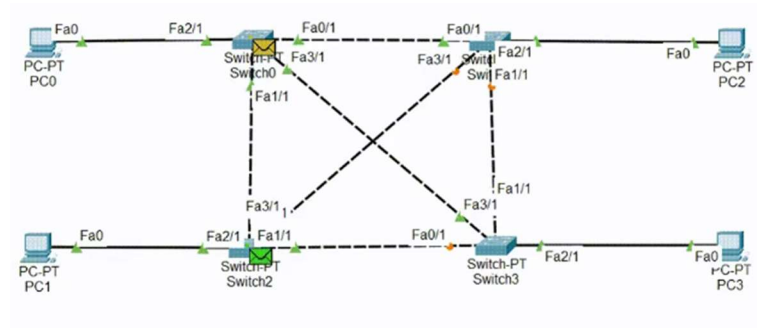 Fa0
Fa2/1
Fa0/1
Fa0/1
Fa3/1
Fa3/1
Fa2/1
Fa0
PC-PT
PC0
Switch-PT
Switch0
Fa1/1
Fa1/1
PC-PT
PC2
Fa3/1
Fa3/1
Fa1/1
Fa0
Fa2/1
Fa1/1
Fa0/1
Fa2/1
Fa0
PC-PT
PC1
Switch-PT
Switch2
Switch-PT
Switch3
PC-PT
PC3